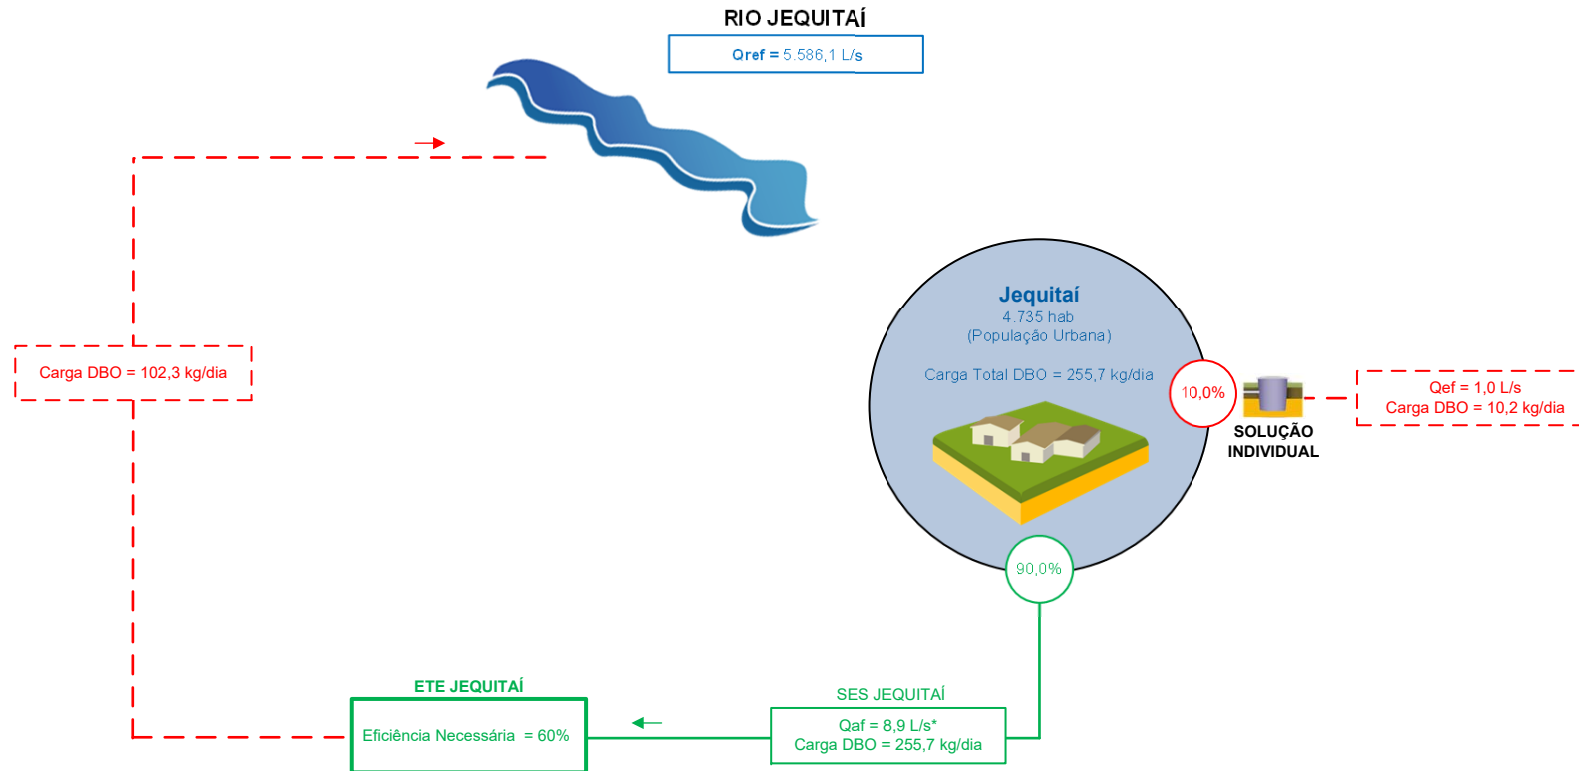 RIO JEQUITAÍ
Qref = 5.586,1 L/s
Jequitaí
4.735 hab
(População Urbana)
Carga Total DBO = 255,7 kg/dia
10,0%
SOLUÇÃO
INDIVIDUAL
Qef = 1,0 L/s
Carga DBO = 10,2 kg/dia
Carga DBO = 102,3 kg/dia
90,0%
ETE JEQUITAÍ
Eficiência Necessária = 60%
SES JEQUITAÍ
Qaf = 8,9 L/s*
Carga DBO = 255,7 kg/dia